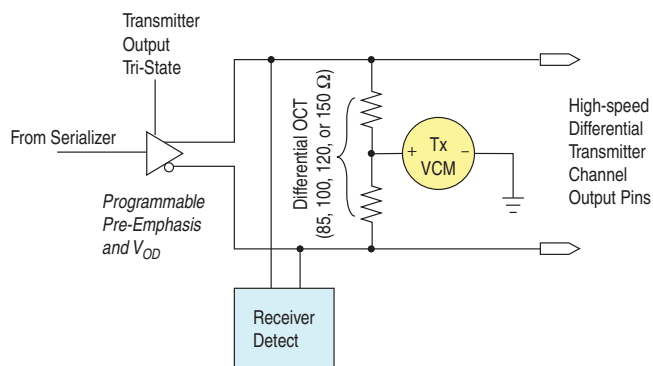 Transmitter
Output
Tri-State
From Serializer
Programmable
Pre-Emphasis
and VOD
Differential OCT
(85, 100, 120, or 150 Ω)
+ Tx −
VCM
High-speed
Differential
Transmitter
Channel
Output Pins
Receiver
Detect